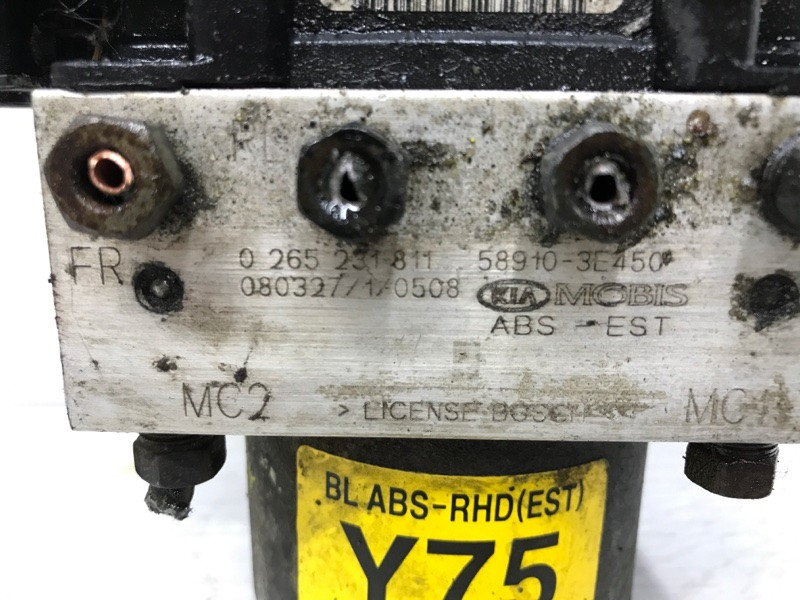 FR
0 265 231 811 58910-3E450
080327/1/0508 KIA MOBIS
ABS - EST
MC2
> LICENSE BOSCH
MC1
BL ABS-RHD(EST)
Y75